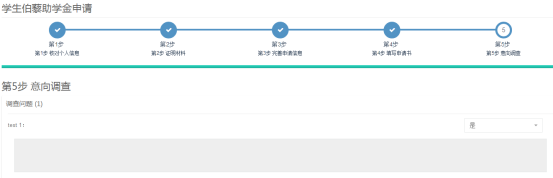 学生伯藜助学金申请
5
第1步 第2步 第3步 第4步 第5步
第1步 核对个人信息 第2步 证明材料 第3步 完善申请信息 第4步 填写申请书 第5步 意向调查
第5步 意向调查
调查问题 (1)
test 1: 是